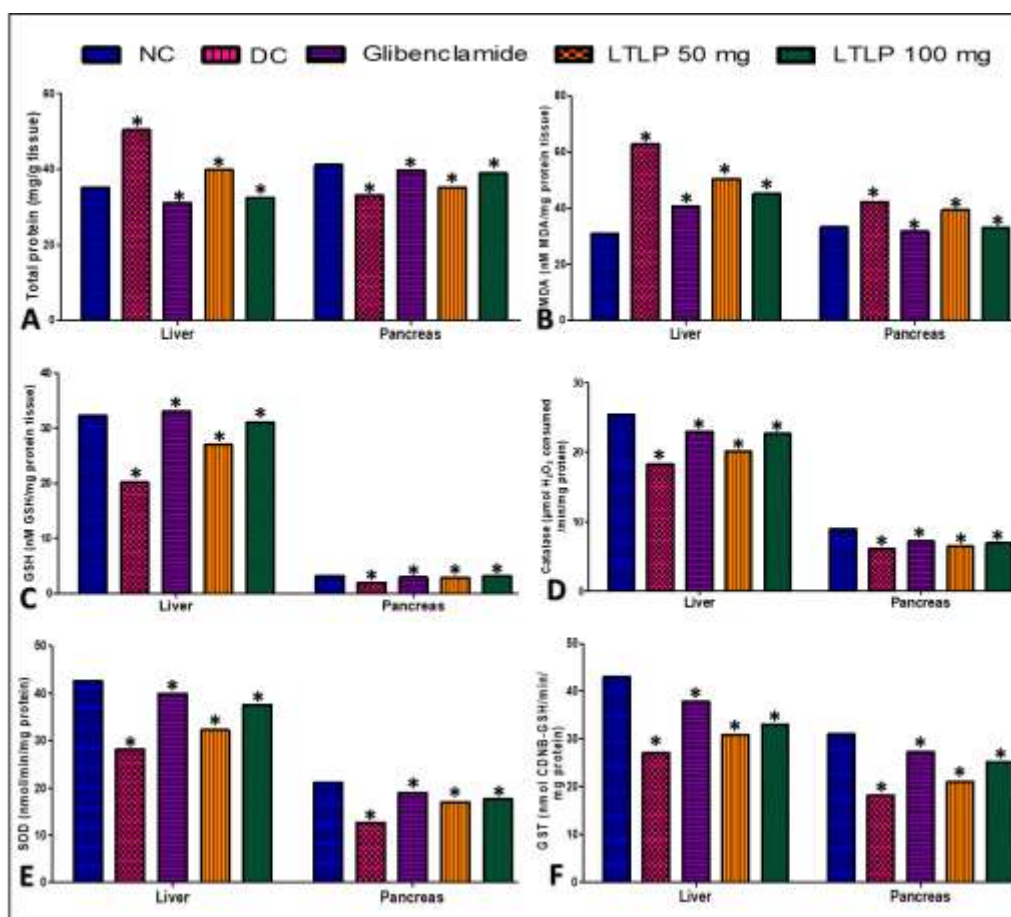 NC DC Glibenclamide LTLP 50 mg LTLP 100 mg
Total protein (mg/g tissue)
60
40
20
0
* * * * * * * *
A
Liver Pancreas
MDA (nM MDA/mg protein tissue)
80
60
40
20
0
* * * * * * * *
B
Liver Pancreas
GSH (nM GSH/mg protein tissue)
40
30
20
10
0
* * * * * * * *
C
Liver Pancreas
Catalase (µmol H₂O₂ consumed
/min/mg protein)
30
20
10
0
* * * * * * * *
D
Liver Pancreas
SOD (nmol/min/mg protein)
50
40
30
20
10
0
* * * * * * * *
E
Liver Pancreas
GST (nmol CDNB-GSH/min/
mg protein)
50
40
30
20
10
0
* * * * * * * *
F
Liver Pancreas